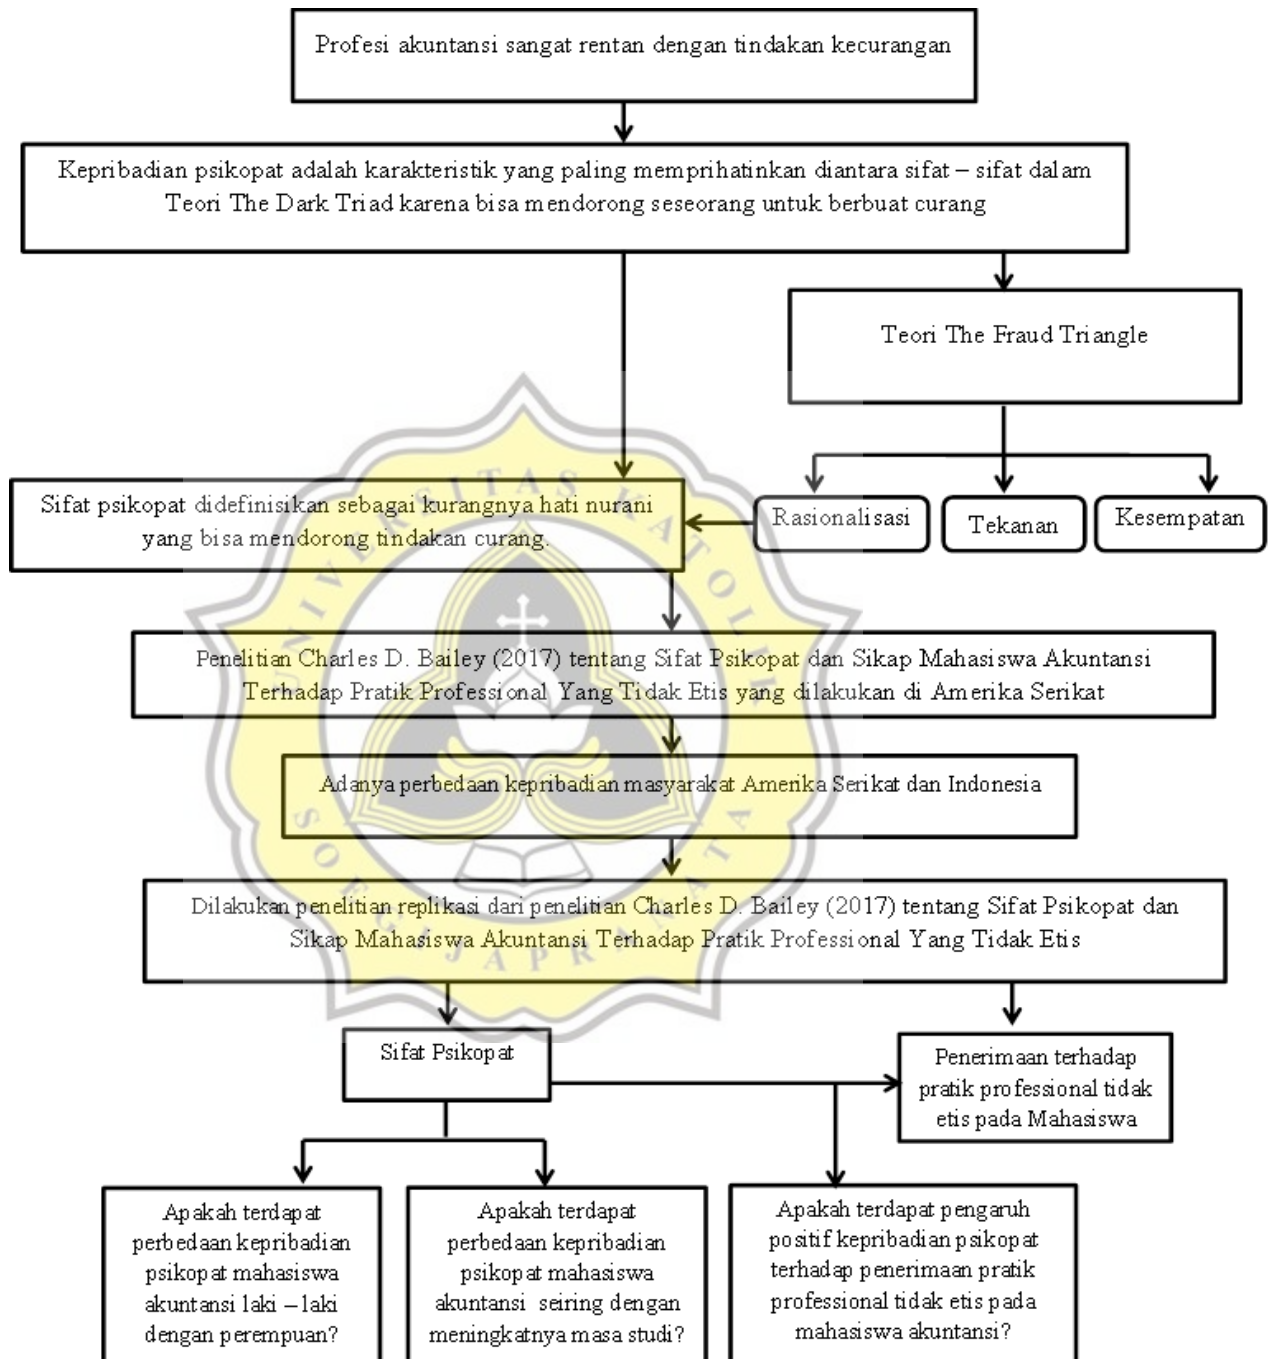 Profesi akuntansi sangat rentan dengan tindakan kecurangan
Kepribadian psikopat adalah karakteristik yang paling memprihatinkan diantara sifat – sifat dalam
Teori The Dark Triad karena bisa mendorong seseorang untuk berbuat curang
Teori The Fraud Triangle
Rasionalisasi
Tekanan
Kesempatan
Sifat psikopat didefinisikan sebagai kurangnya hati nurani
yang bisa mendorong tindakan curang.
Penelitian Charles D. Bailey (2017) tentang Sifat Psikopat dan Sikap Mahasiswa Akuntansi
Terhadap Pratik Professional Yang Tidak Etis yang dilakukan di Amerika Serikat
Adanya perbedaan kepribadian masyarakat Amerika Serikat dan Indonesia
Dilakukan penelitian replikasi dari penelitian Charles D. Bailey (2017) tentang Sifat Psikopat dan
Sikap Mahasiswa Akuntansi Terhadap Pratik Professional Yang Tidak Etis
Sifat Psikopat
Penerimaan terhadap
pratik professional tidak
etis pada Mahasiswa
Apakah terdapat
perbedaan kepribadian
psikopat mahasiswa
akuntansi laki – laki
dengan perempuan?
Apakah terdapat
perbedaan kepribadian
psikopat mahasiswa
akuntansi seiring dengan
meningkatnya masa studi?
Apakah terdapat pengaruh
positif kepribadian psikopat
terhadap penerimaan pratik
professional tidak etis pada
mahasiswa akuntansi?
UNIVERSITAS KATOLIK
SOEGIJAPRANATA